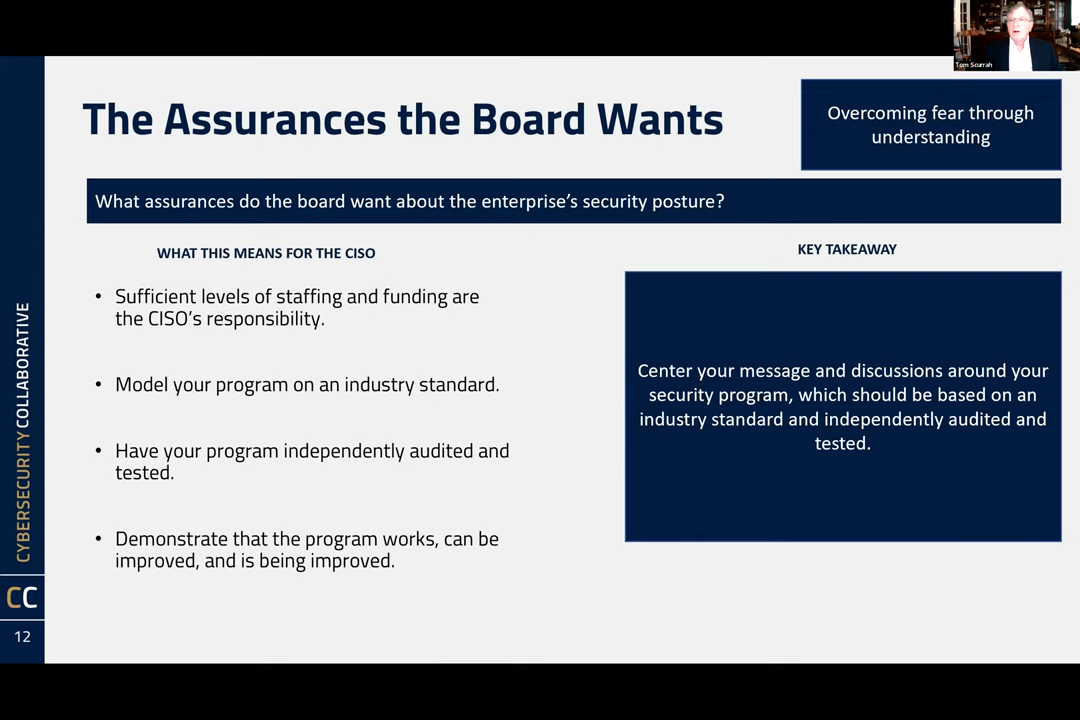 Tom Scurrah
The Assurances the Board Wants
Overcoming fear through
understanding
What assurances do the board want about the enterprise's security posture?
WHAT THIS MEANS FOR THE CISO
• Sufficient levels of staffing and funding are
the CISO's responsibility.
• Model your program on an industry standard.
• Have your program independently audited and
tested.
• Demonstrate that the program works, can be
improved, and is being improved.
KEY TAKEAWAY
Center your message and discussions around your
security program, which should be based on an
industry standard and independently audited and
tested.
CYBERSECURITY COLLABORATIVE
CC
12